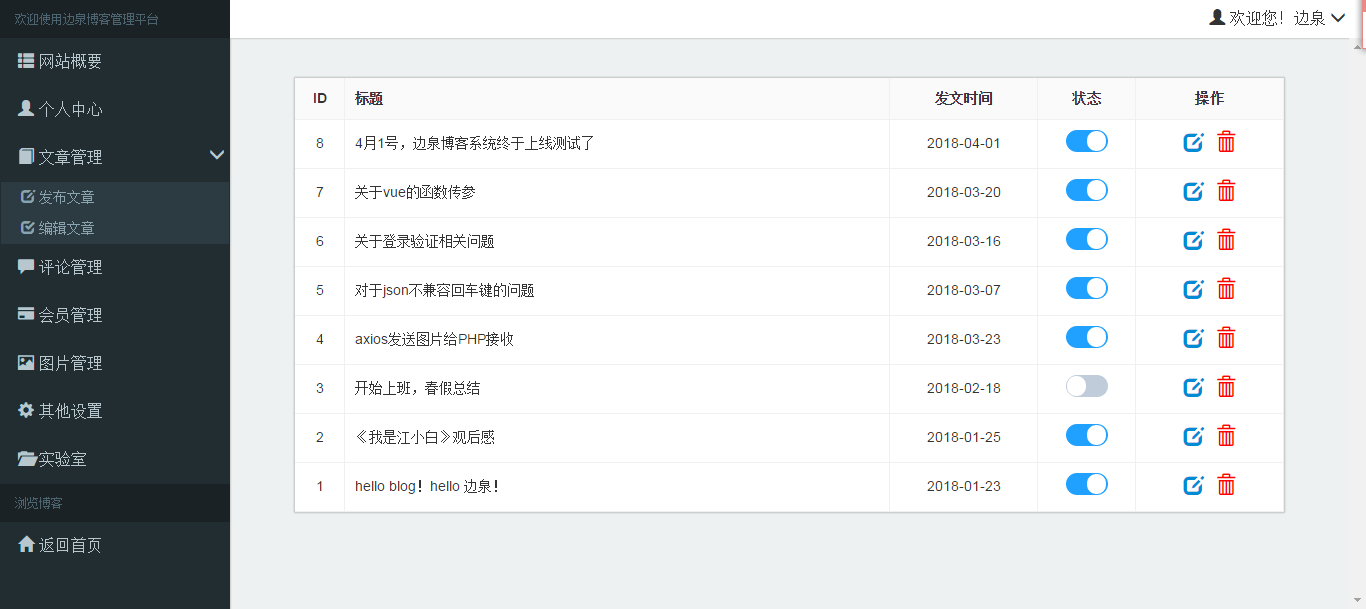 欢迎使用边泉博客管理平台
欢迎您！边泉
网站概要
个人中心
文章管理
发布文章
编辑文章
评论管理
会员管理
图片管理
其他设置
实验室
浏览博客
返回首页
ID 标题 发文时间 状态 操作
8 4月1号，边泉博客系统终于上线测试了 2018-04-01
7 关于vue的函数传参 2018-03-20
6 关于登录验证相关问题 2018-03-16
5 对于json不兼容回车键的问题 2018-03-07
4 axios发送图片给PHP接收 2018-03-23
3 开始上班，春假总结 2018-02-18
2 《我是江小白》观后感 2018-01-25
1 hello blog！hello 边泉！ 2018-01-23